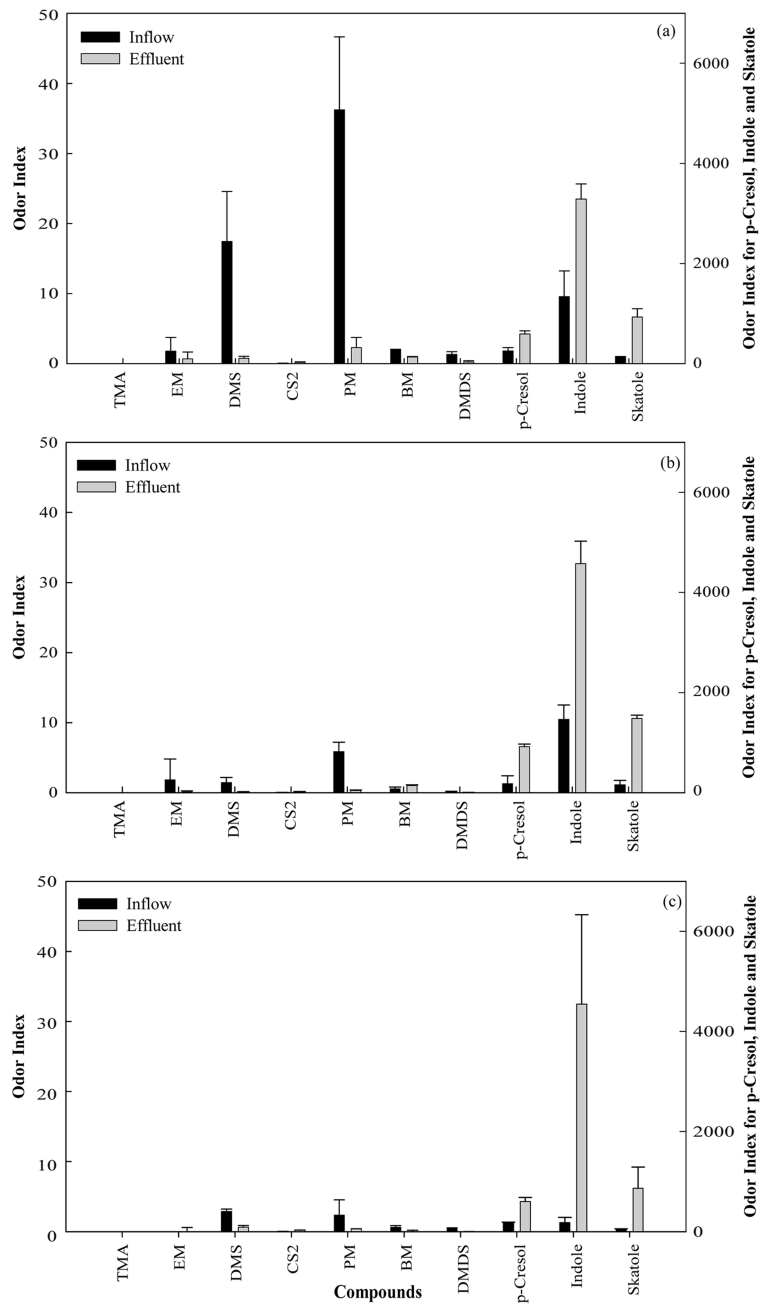 50
40
30
20
10
0
Odor Index
Inflow
Effluent
(a)
6000
4000
2000
0
Odor Index for p-Cresol, Indole and Skatole
TMA
EM
DMS
CS2
PM
BM
DMDS
p-Cresol
Indole
Skatole
50
40
30
20
10
0
Odor Index
Inflow
Effluent
(b)
6000
4000
2000
0
Odor Index for p-Cresol, Indole and Skatole
TMA
EM
DMS
CS2
PM
BM
DMDS
p-Cresol
Indole
Skatole
50
40
30
20
10
0
Odor Index
Inflow
Effluent
(c)
6000
4000
2000
0
Odor Index for p-Cresol, Indole and Skatole
TMA
EM
DMS
CS2
PM
BM
DMDS
p-Cresol
Indole
Skatole
Compounds